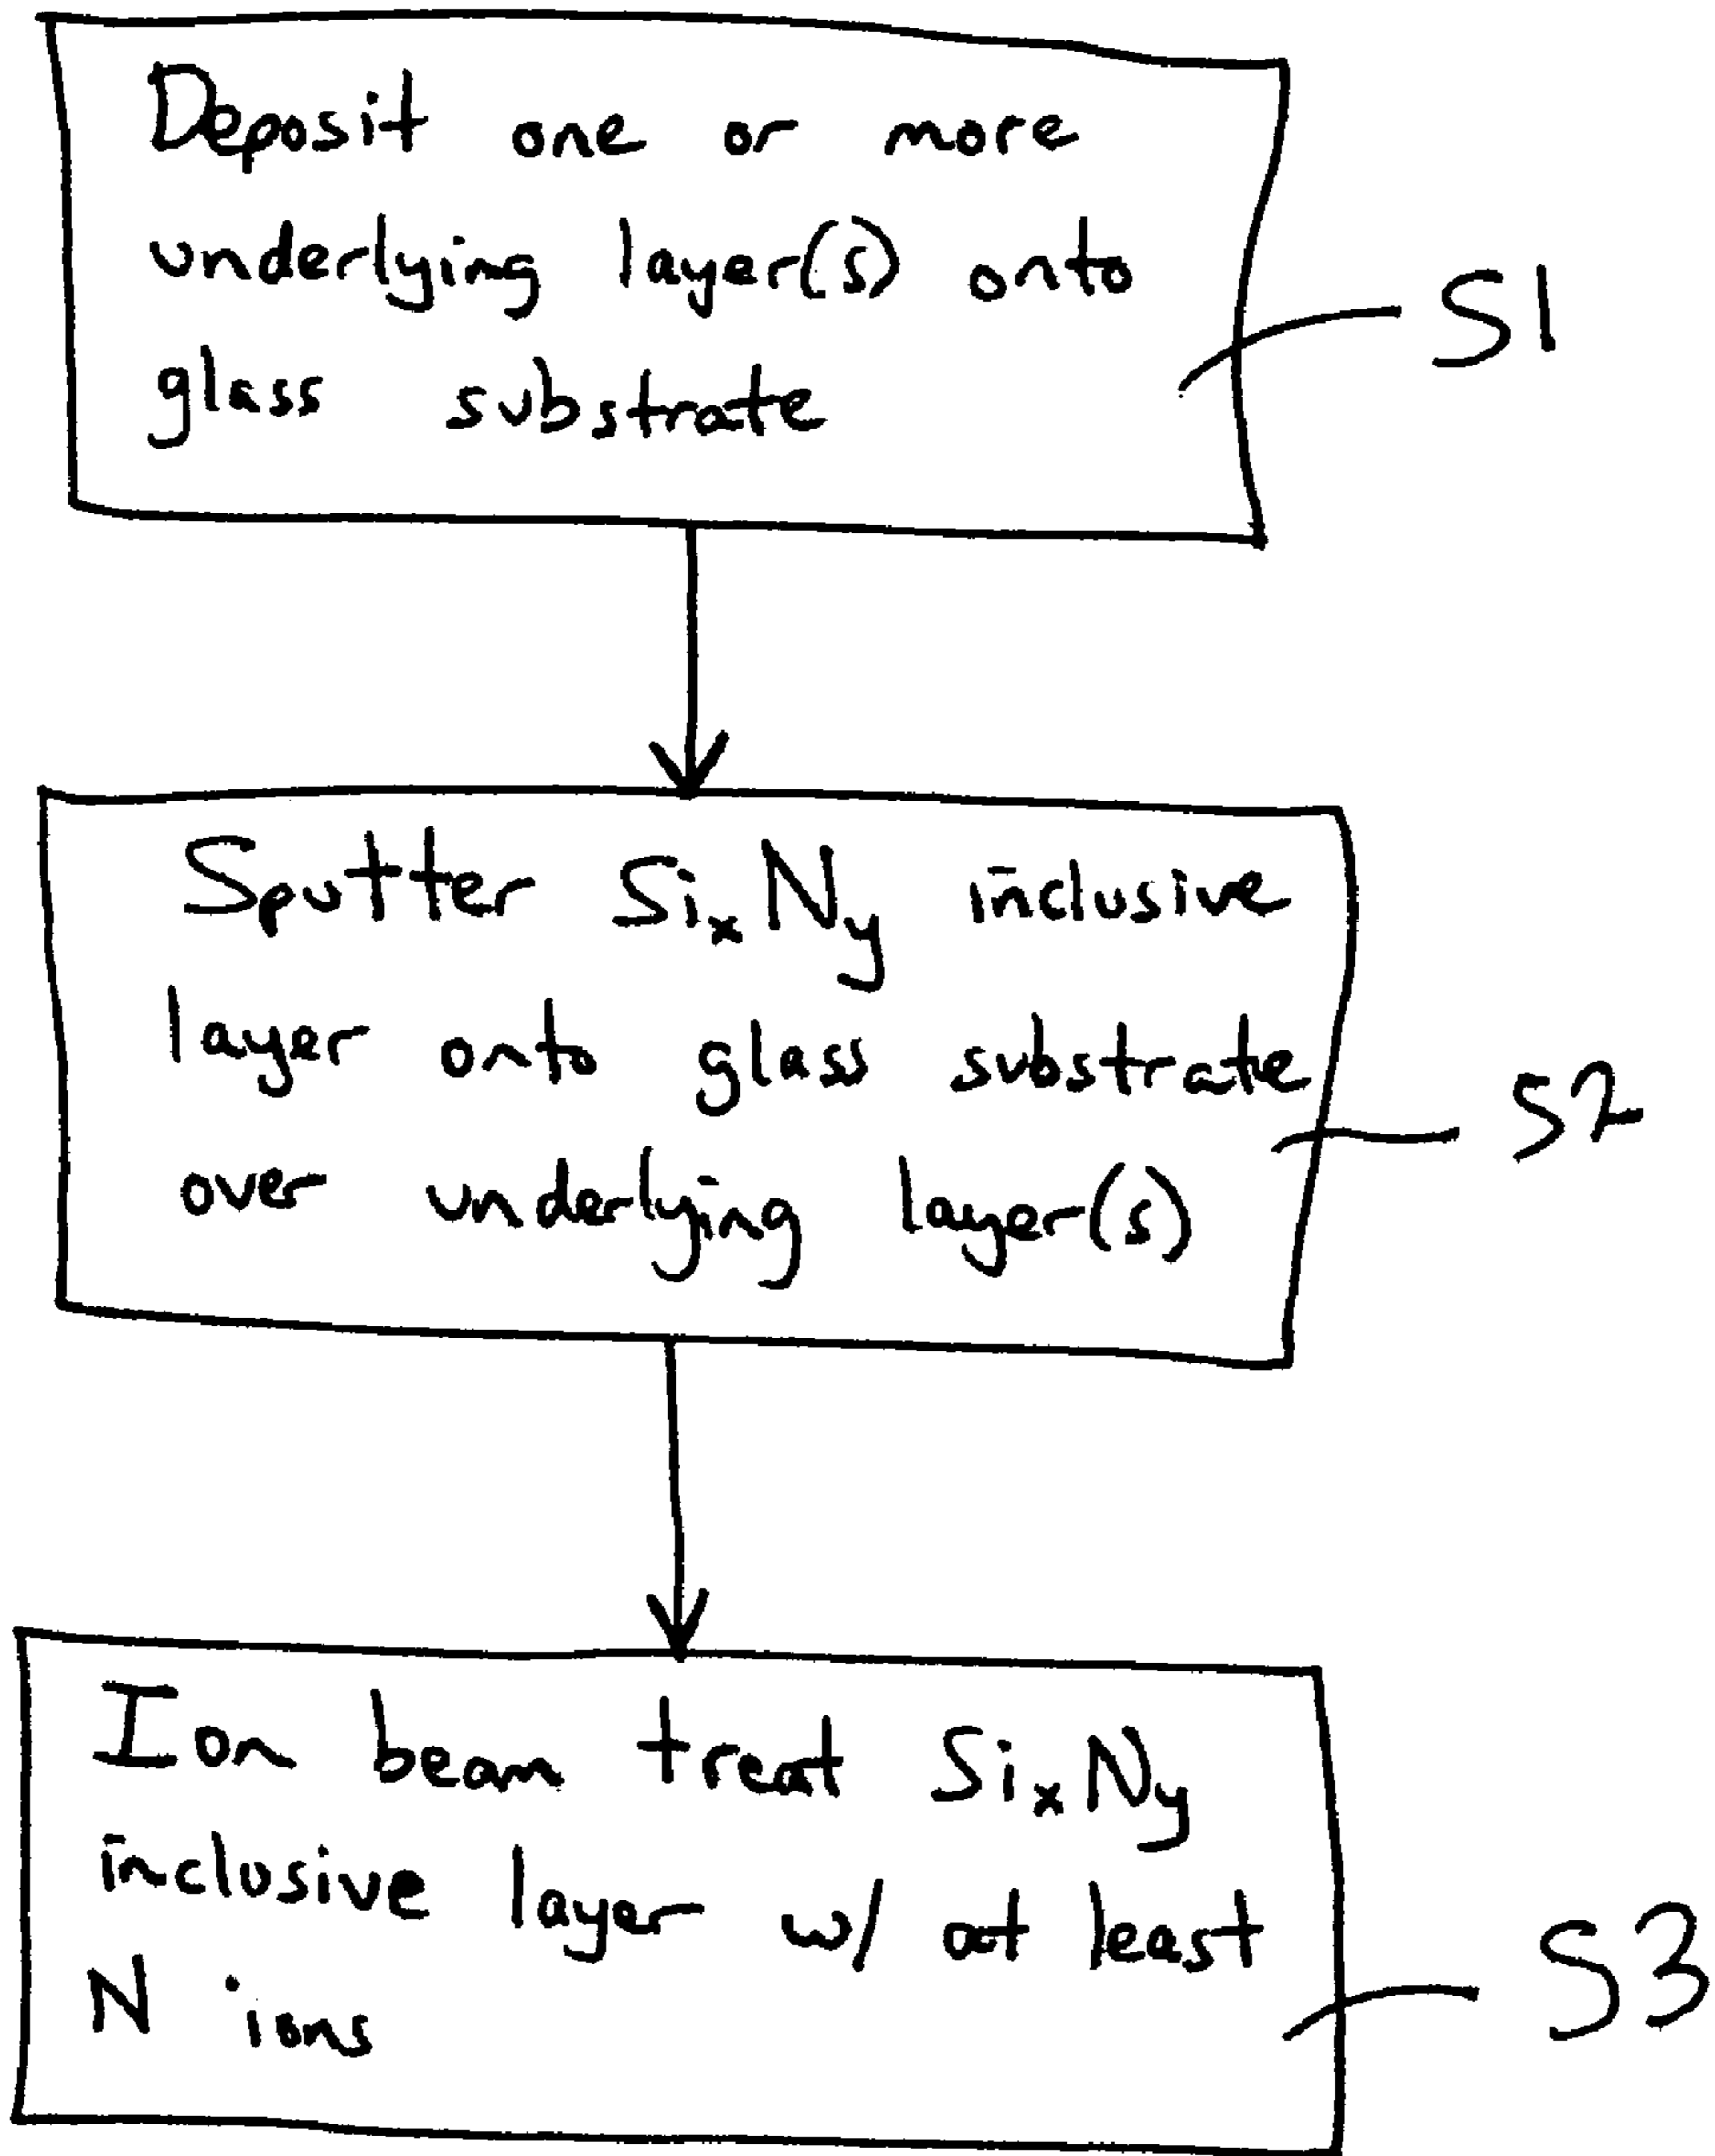 Deposit one or more
underlying layer(s) onto
glass substrate
S1
Sputter SixNy inclusive
layer onto glass substrate
over underlying layer(s)
S2
Ion beam treat SixNy
inclusive layer w/ at least
N ions
S3